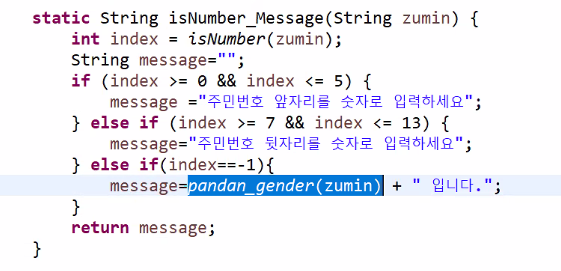 static String isNumber_Message(String zumin) {
int index = isNumber(zumin);
String message="";
if (index >= 0 && index <= 5) {
message ="주민번호 앞자리를 숫자로 입력하세요";
} else if (index >= 7 && index <= 13) {
message="주민번호 뒷자리를 숫자로 입력하세요";
} else if(index==-1){
message=pandan_gender(zumin) + " 입니다.";
}
return message;
}